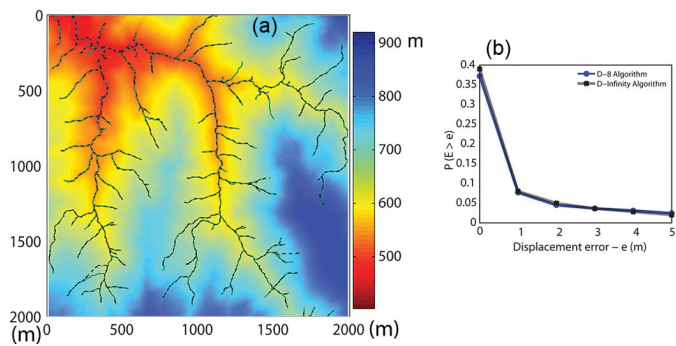 (a)
0
500
1000
1500
2000
(m)
0
500
1000
1500
2000
(m)
900 m
800
700
600
500
(b)
D-8 Algorithm
D-Infinity Algorithm
P(E > e)
0.4
0.35
0.3
0.25
0.2
0.15
0.1
0.05
0
0 1 2 3 4 5
Displacement error – e (m)